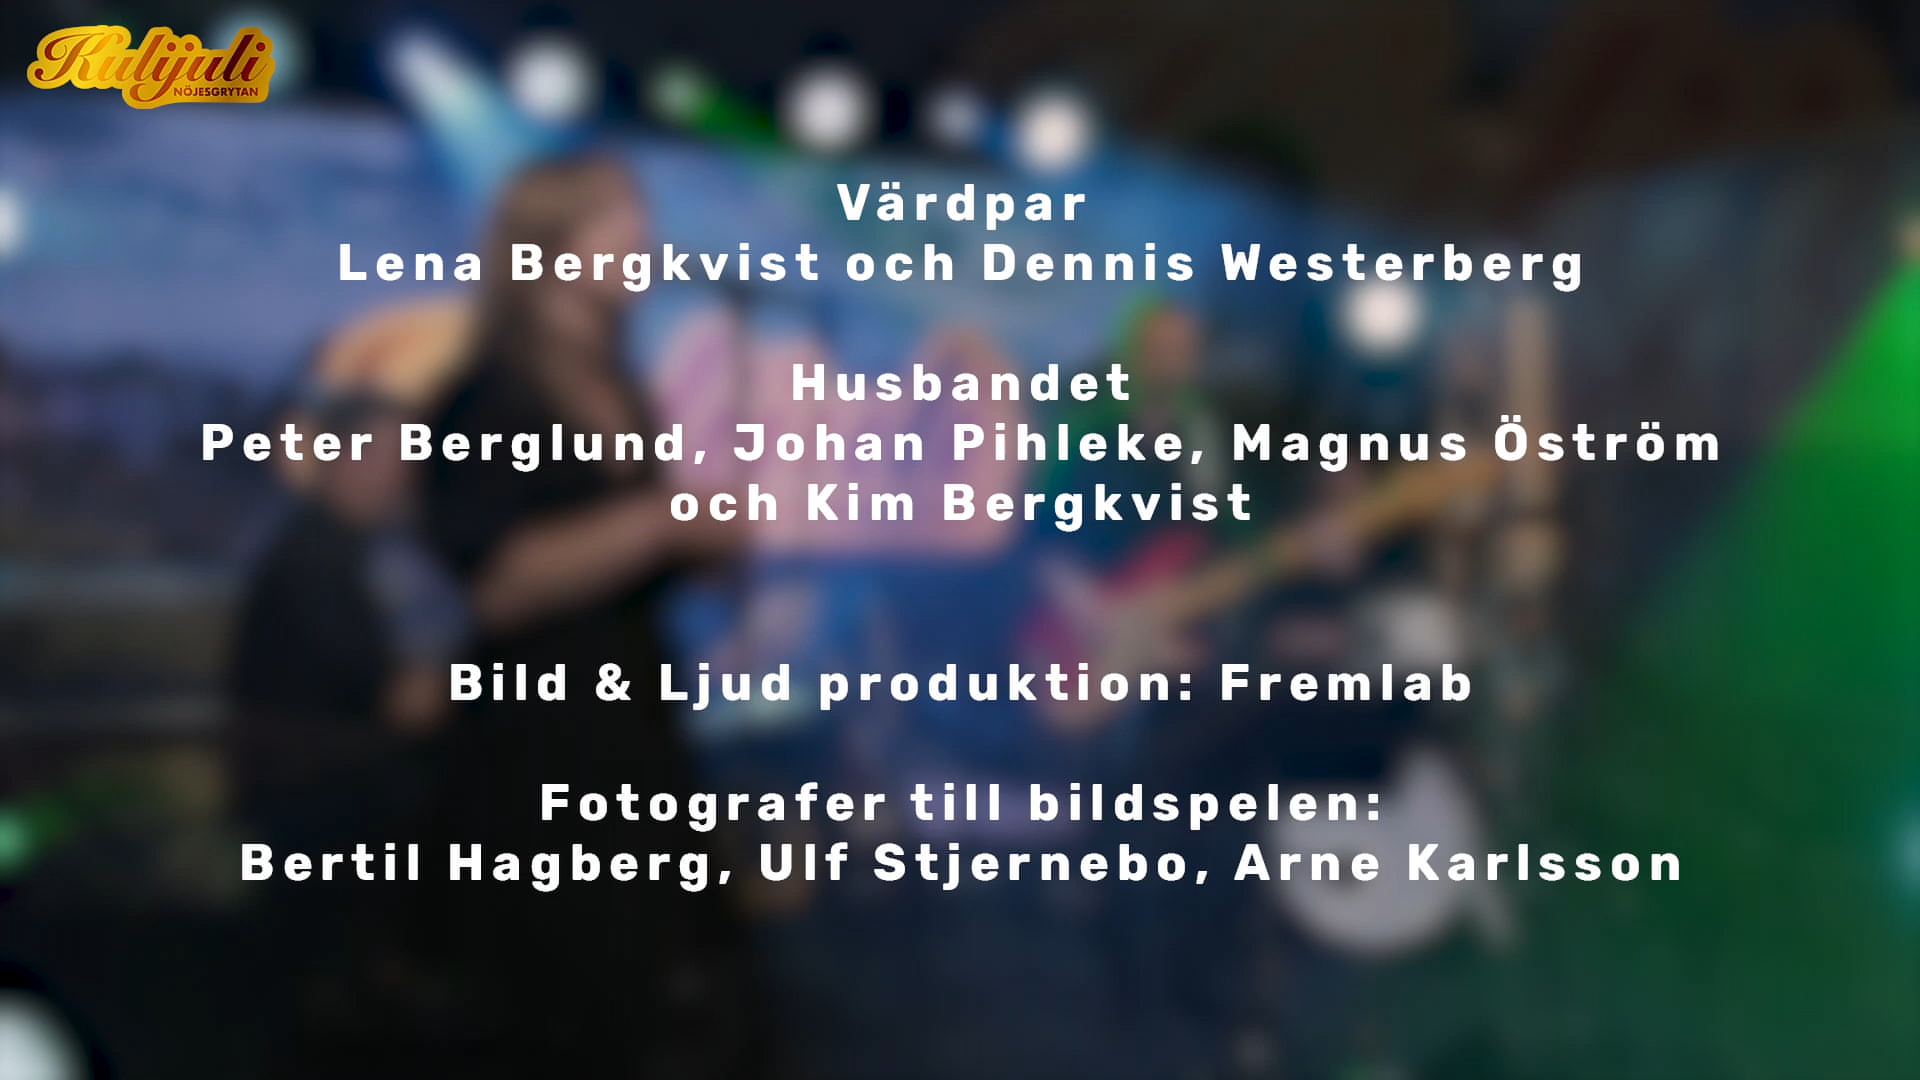 Kulijuli
NÖJESGRYTAN
Värdpar
Lena Bergkvist och Dennis Westerberg
Husbandet
Peter Berglund, Johan Pihleke, Magnus Öström
och Kim Bergkvist
Bild & Ljud produktion: Fremlab
Fotografer till bildspelen:
Bertil Hagberg, Ulf Stjernebo, Arne Karlsson